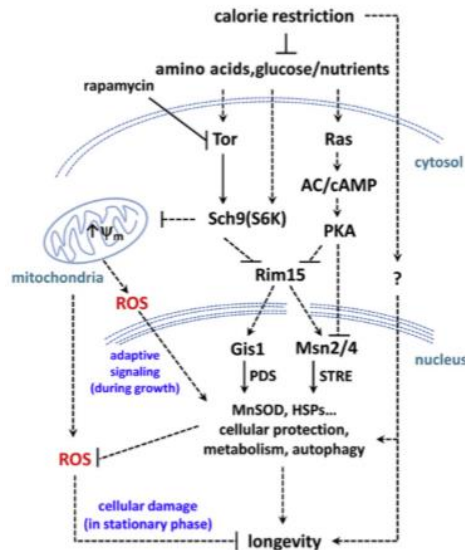 calorie restriction
amino acids,glucose/nutrients
rapamycin
Tor
Ras
cytosol
AC/cAMP
Sch9(S6K)
PKA
↑Ψm
mitochondria
Rim15
?
ROS
nucleus
Gis1
Msn2/4
adaptive
signaling
(during growth)
PDS
STRE
MnSOD, HSPs...
cellular protection,
metabolism, autophagy
ROS
cellular damage
(in stationary phase)
longevity